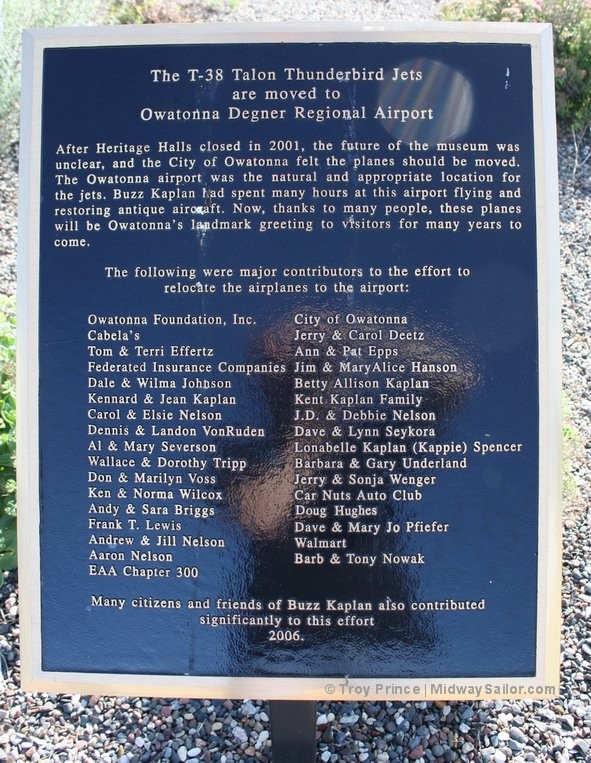 The T-38 Talon Thunderbird Jets
are moved to
Owatonna Degner Regional Airport
After Heritage Halls closed in 2001, the future of the museum was
unclear, and the City of Owatonna felt the planes should be moved.
The Owatonna airport was the natural and appropriate location for
the jets. Buzz Kaplan had spent many hours at this airport flying and
restoring antique aircraft. Now, thanks to many people, these planes
will be Owatonna's landmark greeting to visitors for many years to
come.
The following were major contributors to the effort to
relocate the airplanes to the airport:
Owatonna Foundation, Inc.
Cabela's
Tom & Terri Effertz
Federated Insurance Companies
Dale & Wilma Johnson
Kennard & Jean Kaplan
Carol & Elsie Nelson
Dennis & Landon VonRuden
Al & Mary Severson
Wallace & Dorothy Tripp
Don & Marilyn Voss
Ken & Norma Wilcox
Andy & Sara Briggs
Frank T. Lewis
Andrew & Jill Nelson
Aaron Nelson
EAA Chapter 300
City of Owatonna
Jerry & Carol Deetz
Ann & Pat Epps
Jim & MaryAlice Hanson
Betty Allison Kaplan
Kent Kaplan Family
J.D. & Debbie Nelson
Dave & Lynn Seykora
Lonabelle Kaplan (Kappie) Spencer
Barbara & Gary Underland
Jerry & Sonja Wenger
Car Nuts Auto Club
Doug Hughes
Dave & Mary Jo Pfiefer
Walmart
Barb & Tony Nowak
Many citizens and friends of Buzz Kaplan also contributed
significantly to this effort
2006.
© Troy Prince | MidwaySailor.com